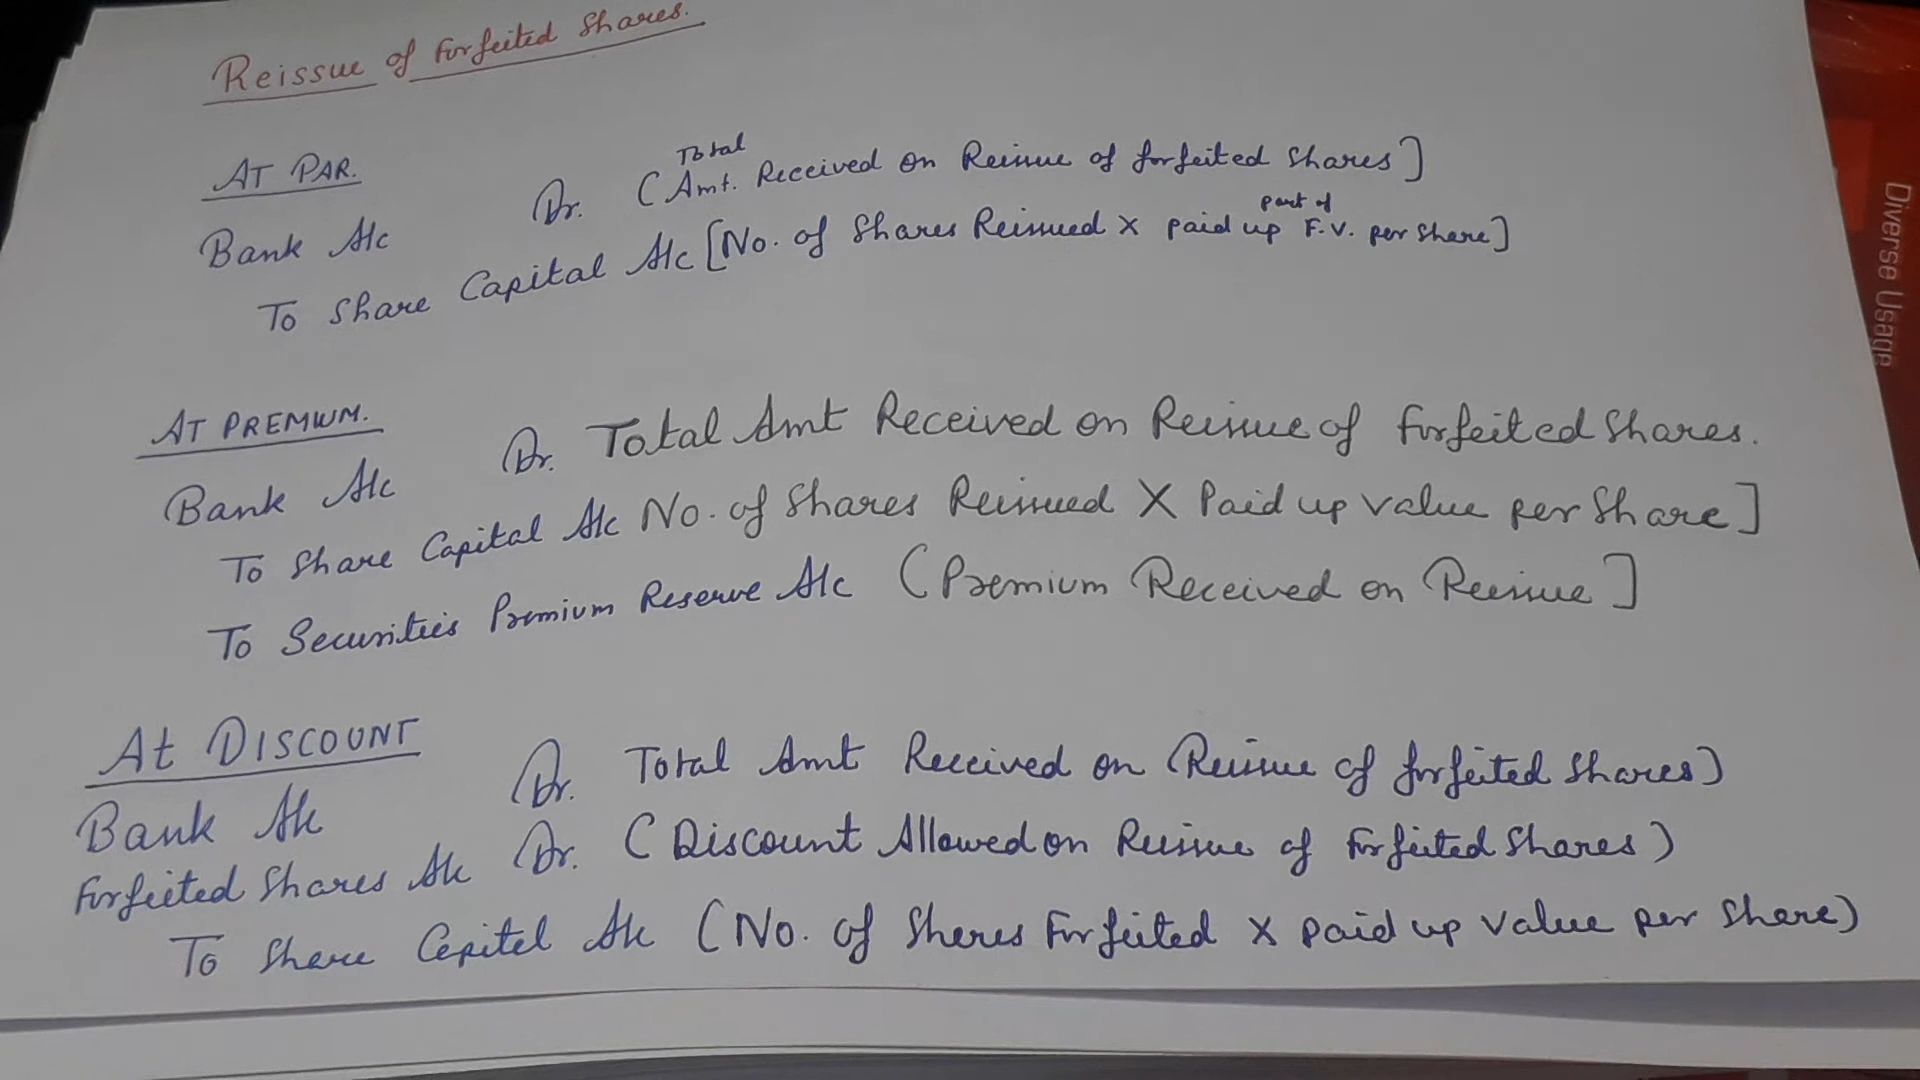 Reissue of Forfeited Shares.
AT PAR.
Bank A/c Dr. (Total Amt. Received on Reissue of forfeited shares]
To Share Capital A/c [No. of Shares Reissued X paid up part of F.V. per share]
AT PREMIUM.
Bank A/c Dr. Total Amt Received on Reissue of Forfeited Shares.
To Share Capital A/c No. of Shares Reissued X Paid up value per Share]
To Securities Premium Reserve A/c (Premium Received on Reissue]
At DISCOUNT
Bank A/c Dr. Total Amt Received on Reissue of forfeited shares)
Forfeited Shares A/c Dr. (Discount Allowed on Reissue of Forfeited Shares)
To Share Capital A/c (No. of Shares Forfeited X paid up value per share)
Diverse Usage